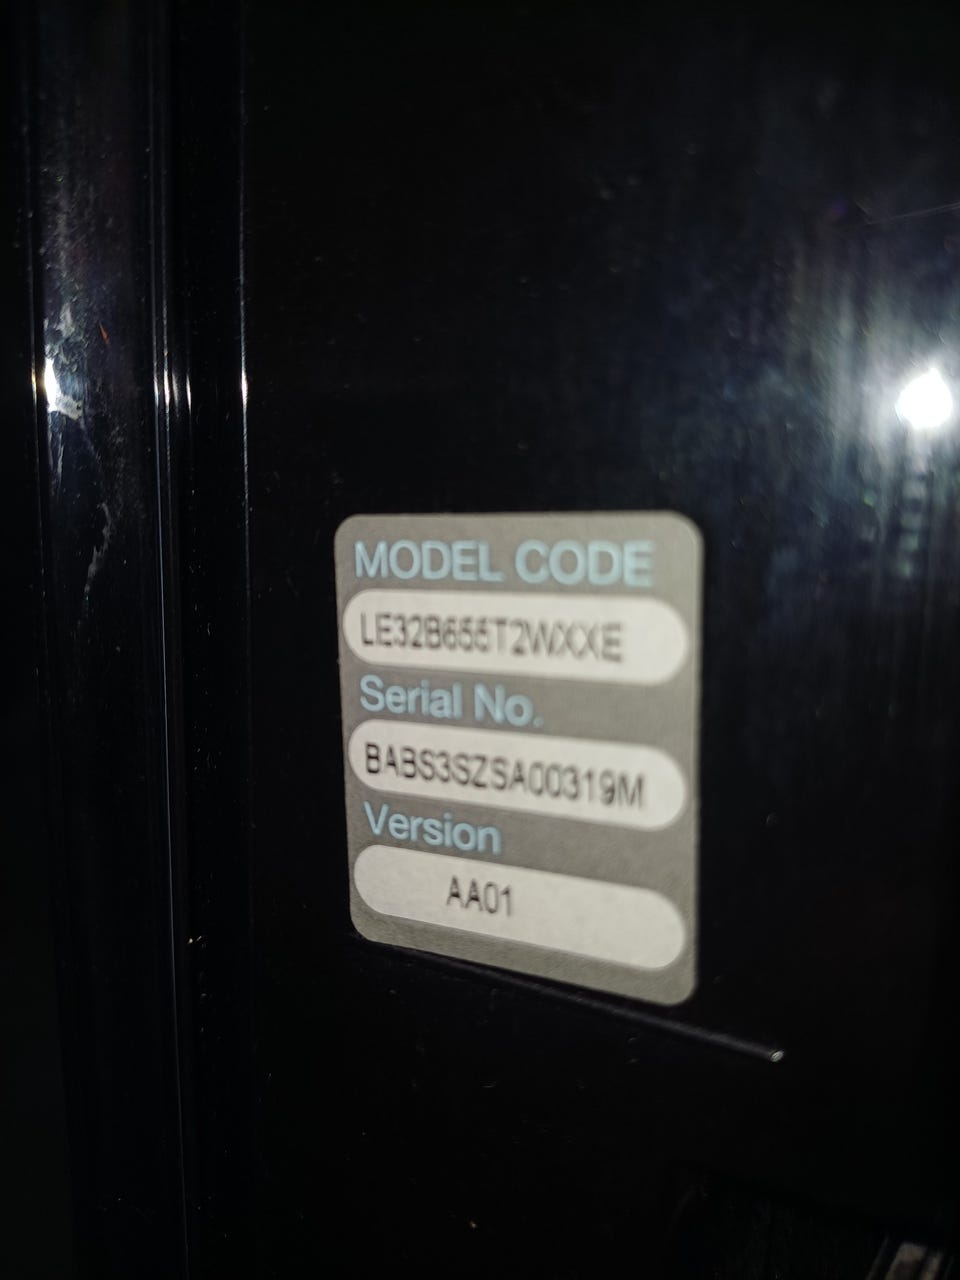 MODEL CODE
LE32B655T2WXXE
Serial No.
BABS3SZSA00319M
Version
AA01